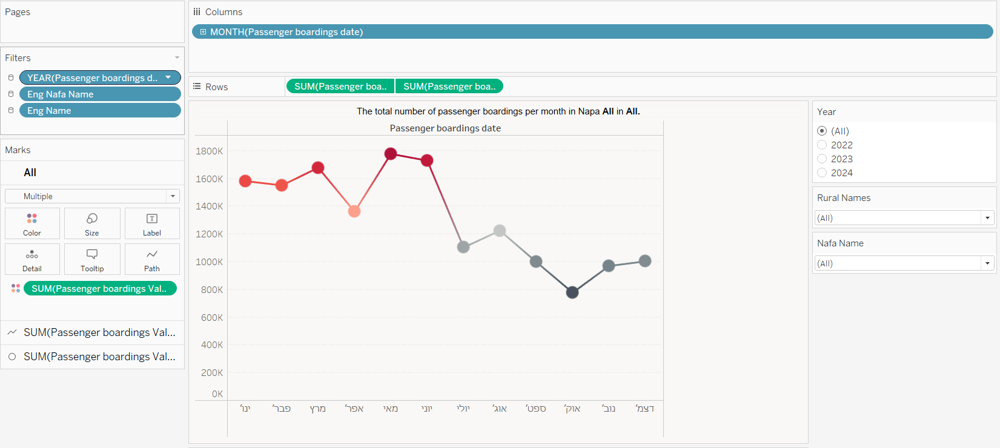 Pages
Filters
YEAR(Passenger boardings d..
Eng Nafa Name
Eng Name
Marks
All
Multiple
Color
Size
Label
Detail
Tooltip
Path
SUM(Passenger boardings Val..
SUM(Passenger boardings Val...
SUM(Passenger boardings Val...
Columns
MONTH(Passenger boardings date)
Rows
SUM(Passenger boa..
SUM(Passenger boa..
The total number of passenger boardings per month in Napa All in All.
Passenger boardings date
1800K
1600K
1400K
1200K
1000K
800K
600K
400K
200K
0K
ינו' פבר' מרץ אפר' מאי יוני יולי אוג' ספט' אוק' נוב' דצמ'
Year
(All)
2022
2023
2024
Rural Names
(All)
Nafa Name
(All)